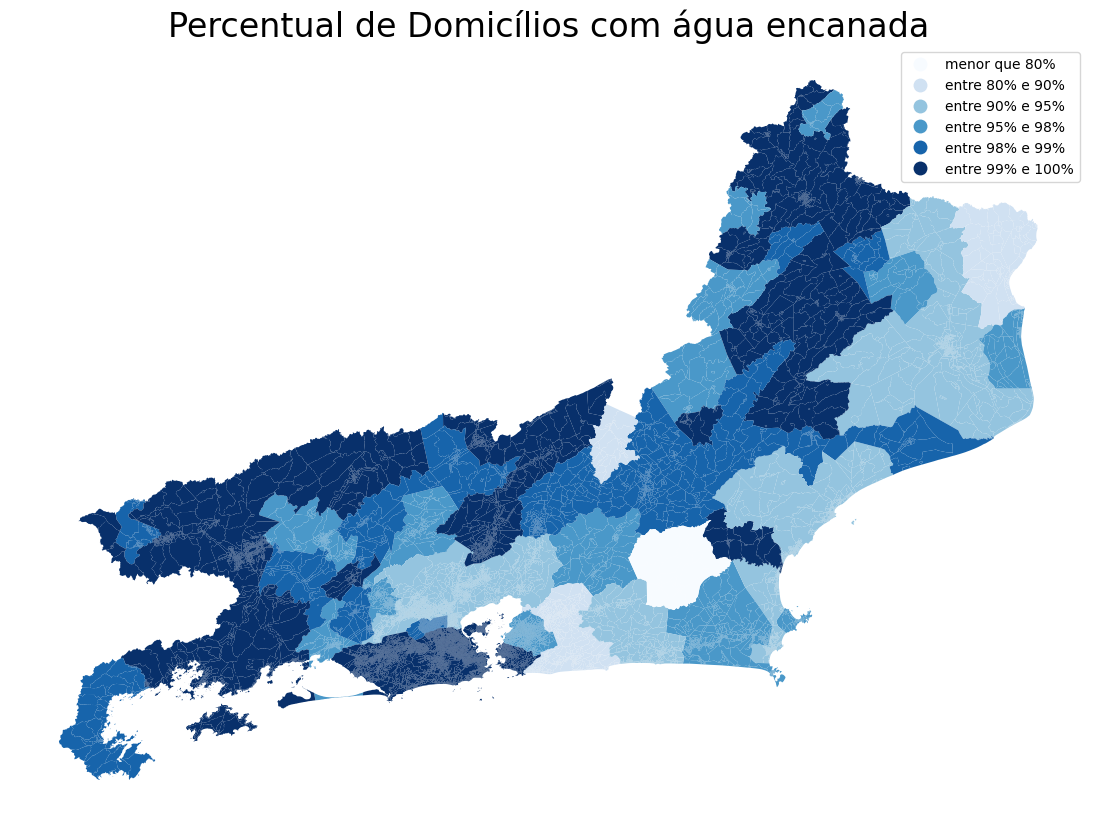 Percentual de Domicílios com água encanada
menor que 80%
entre 80% e 90%
entre 90% e 95%
entre 95% e 98%
entre 98% e 99%
entre 99% e 100%